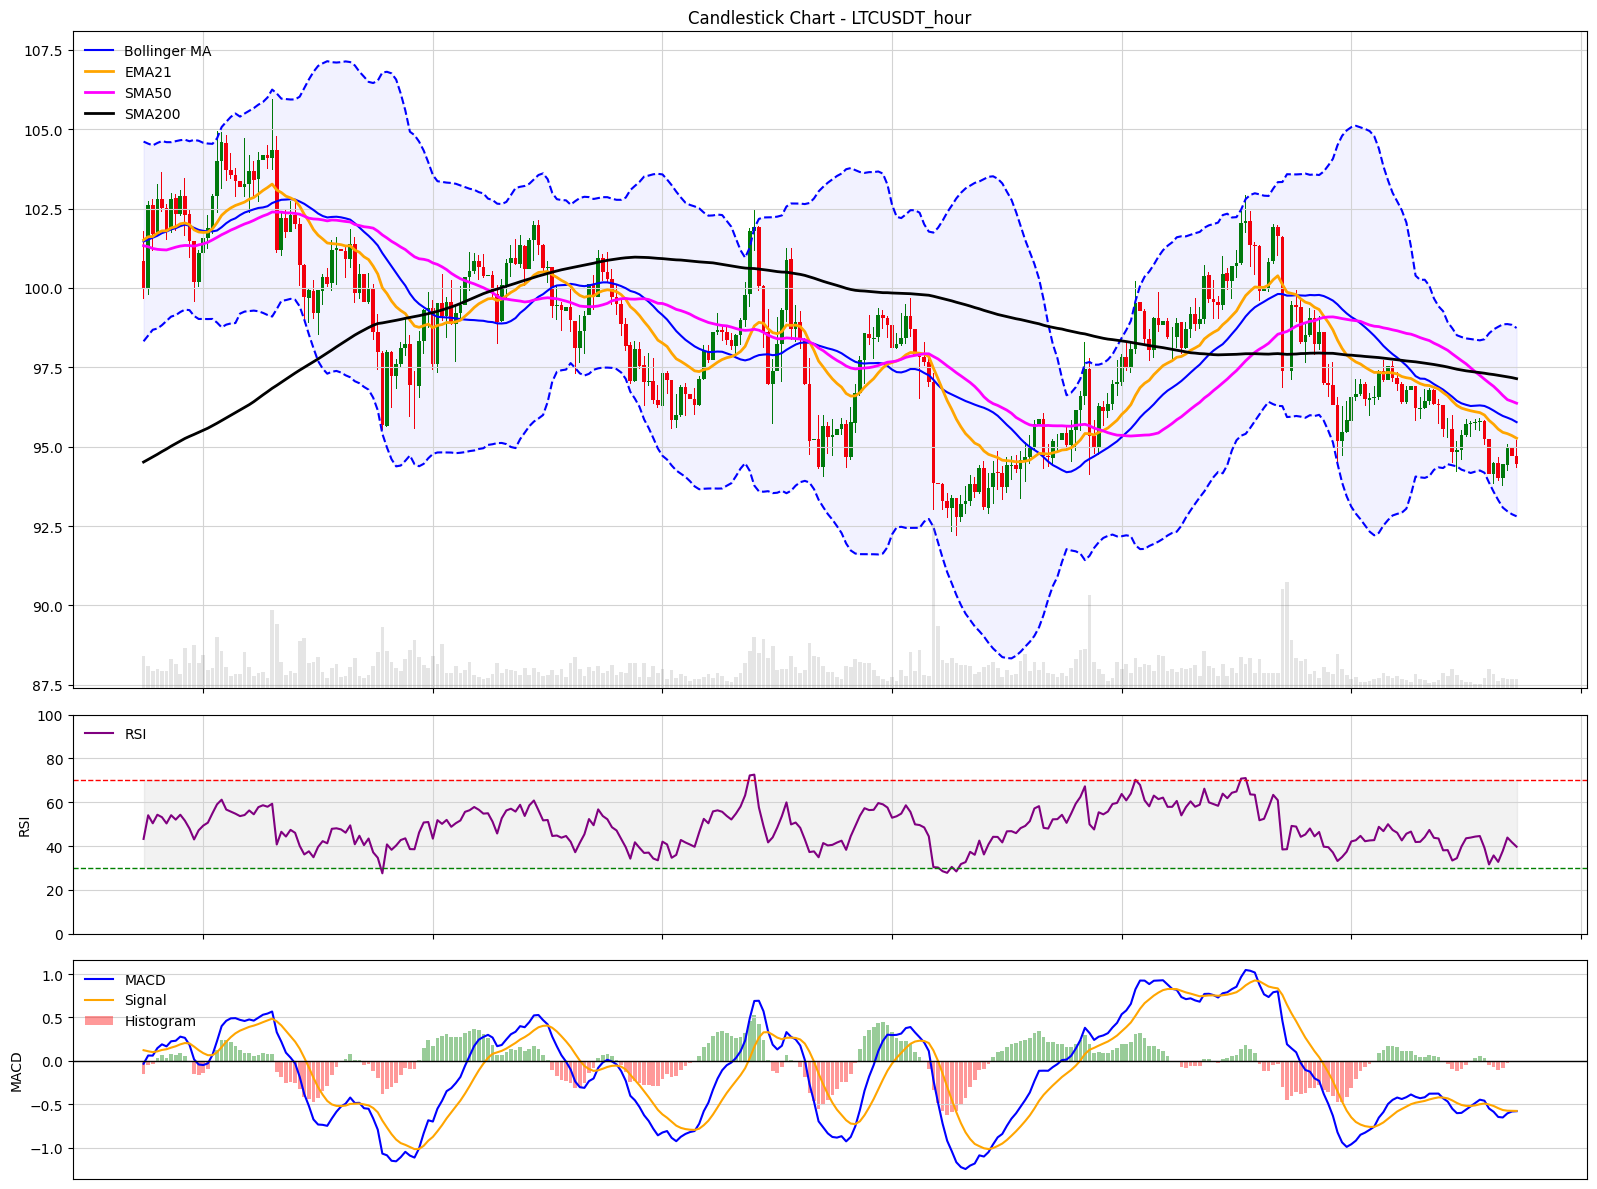 Candlestick Chart - LTCUSDT_hour
107.5
105.0
102.5
100.0
97.5
95.0
92.5
90.0
87.5
Bollinger MA
EMA21
SMA50
SMA200
100
80
60
40
20
0
RSI
RSI
1.0
0.5
0.0
−0.5
−1.0
MACD
MACD
Signal
Histogram